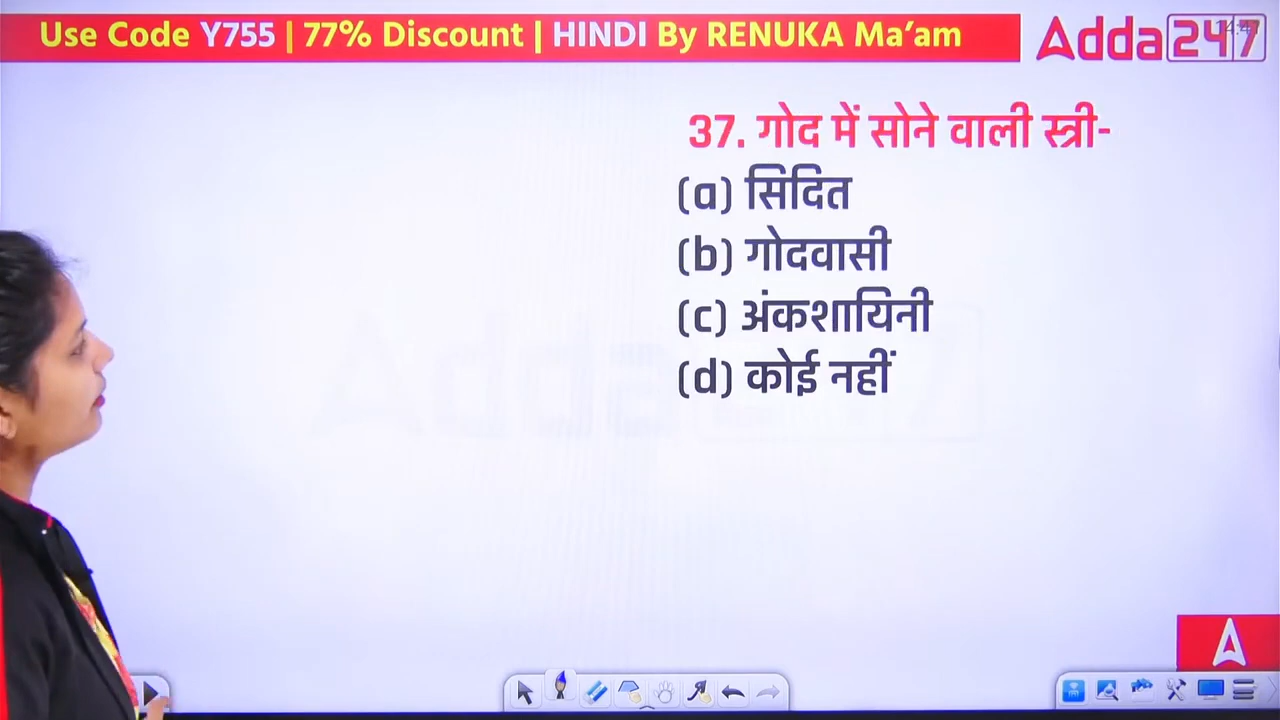 Use Code Y755 | 77% Discount | HINDI By RENUKA Ma'am
Adda247
37. गोद में सोने वाली स्त्री-
(a) सिदित
(b) गोदवासी
(c) अंकशायिनी
(d) कोई नहीं